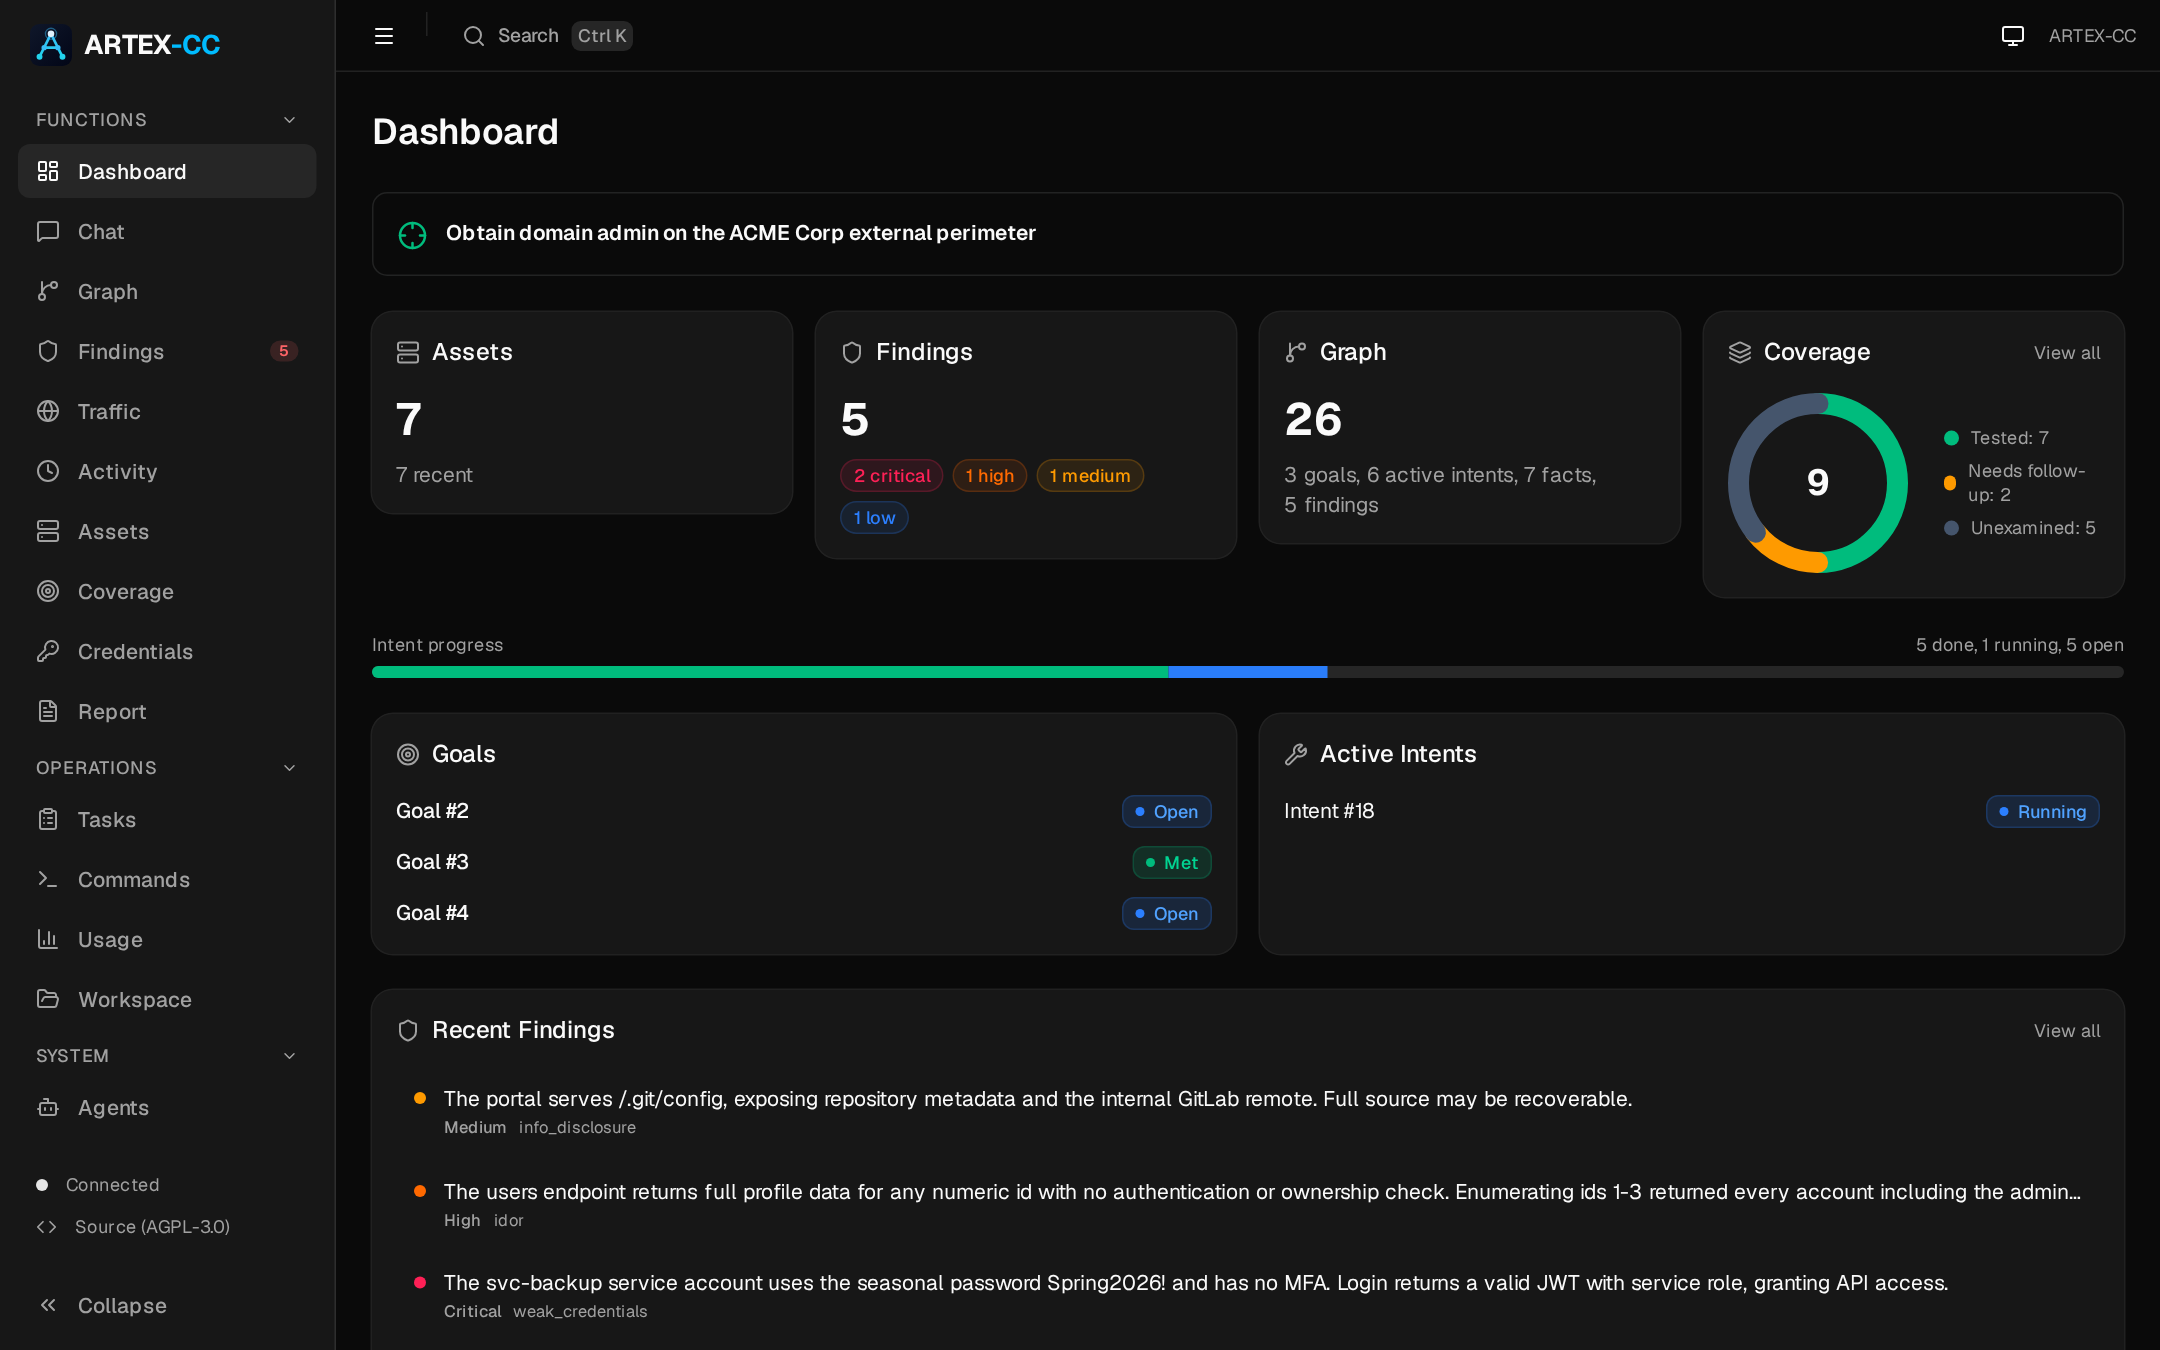 ARTEX-CC
FUNCTIONS
Dashboard
Chat
Graph
Findings 5
Traffic
Activity
Assets
Coverage
Credentials
Report
OPERATIONS
Tasks
Commands
Usage
Workspace
SYSTEM
Agents
Connected
Source (AGPL-3.0)
Collapse
Search Ctrl K
ARTEX-CC
Dashboard
Obtain domain admin on the ACME Corp external perimeter
Assets
7
7 recent
Findings
5
2 critical 1 high 1 medium
1 low
Graph
26
3 goals, 6 active intents, 7 facts,
5 findings
Coverage View all
9
Tested: 7
Needs follow-
up: 2
Unexamined: 5
Intent progress 5 done, 1 running, 5 open
Goals
Goal #2 Open
Goal #3 Met
Goal #4 Open
Active Intents
Intent #18 Running
Recent Findings View all
The portal serves /.git/config, exposing repository metadata and the internal GitLab remote. Full source may be recoverable.
Medium info_disclosure
The users endpoint returns full profile data for any numeric id with no authentication or ownership check. Enumerating ids 1-3 returned every account including the admin...
High idor
The svc-backup service account uses the seasonal password Spring2026! and has no MFA. Login returns a valid JWT with service role, granting API access.
Critical weak_credentials